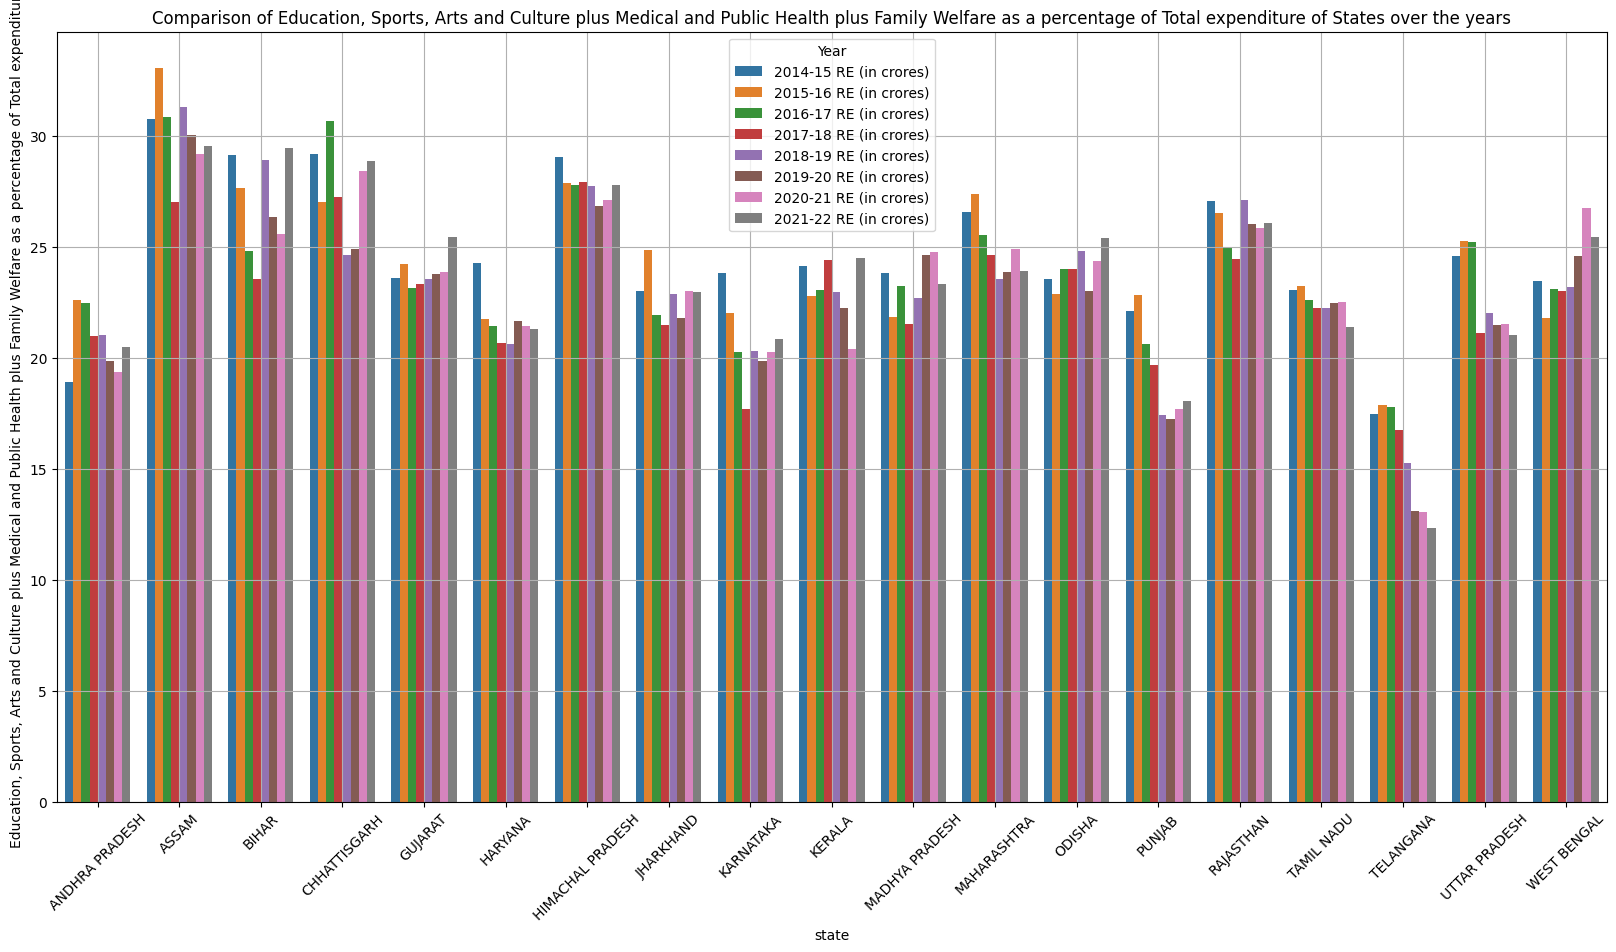 Comparison of Education, Sports, Arts and Culture plus Medical and Public Health plus Family Welfare as a percentage of Total expenditure of States over the years
Education, Sports, Arts and Culture plus Medical and Public Health plus Family Welfare as a percentage of Total expenditu
Year
2014-15 RE (in crores)
2015-16 RE (in crores)
2016-17 RE (in crores)
2017-18 RE (in crores)
2018-19 RE (in crores)
2019-20 RE (in crores)
2020-21 RE (in crores)
2021-22 RE (in crores)
30
25
20
15
10
5
0
ANDHRA PRADESH
ASSAM
BIHAR
CHHATTISGARH
GUJARAT
HARYANA
HIMACHAL PRADESH
JHARKHAND
KARNATAKA
KERALA
MADHYA PRADESH
MAHARASHTRA
ODISHA
PUNJAB
RAJASTHAN
TAMIL NADU
TELANGANA
UTTAR PRADESH
WEST BENGAL
state